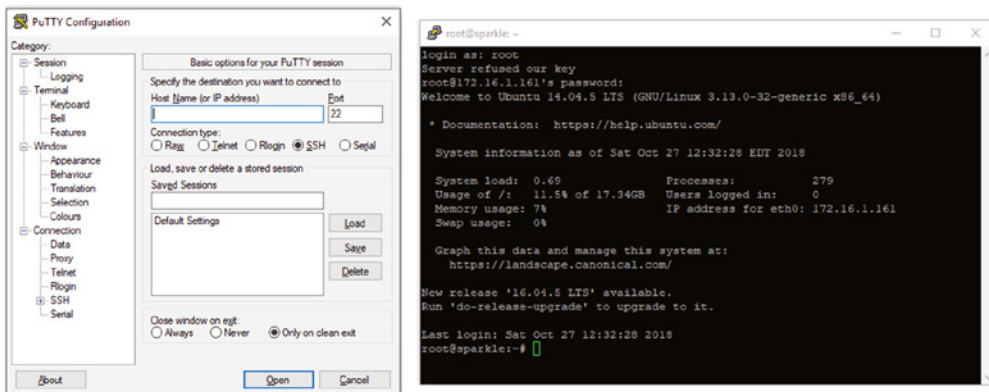 PuTTY Configuration
Category:
Session
Logging
Terminal
Keyboard
Bell
Features
Window
Appearance
Behaviour
Translation
Selection
Colours
Connection
Data
Proxy
Telnet
Rlogin
SSH
Serial
Basic options for your PuTTY session
Specify the destination you want to connect to
Host Name (or IP address) Port
22
Connection type:
Raw Telnet Rlogin SSH Serial
Load, save or delete a stored session
Saved Sessions
Default Settings
Load
Save
Delete
Close window on exit:
Always Never Only on clean exit
About Open Cancel
root@sparkle: ~
login as: root
Server refused our key
root@172.16.1.161's password:
Welcome to Ubuntu 14.04.5 LTS (GNU/Linux 3.13.0-32-generic x86_64)
* Documentation: https://help.ubuntu.com/
System information as of Sat Oct 27 12:32:28 EDT 2018
System load: 0.69 Processes: 279
Usage of /: 11.5% of 17.34GB Users logged in: 0
Memory usage: 7% IP address for eth0: 172.16.1.161
Swap usage: 0%
Graph this data and manage this system at:
https://landscape.canonical.com/
New release '16.04.5 LTS' available.
Run 'do-release-upgrade' to upgrade to it.
Last login: Sat Oct 27 12:32:28 2018
root@sparkle:~#